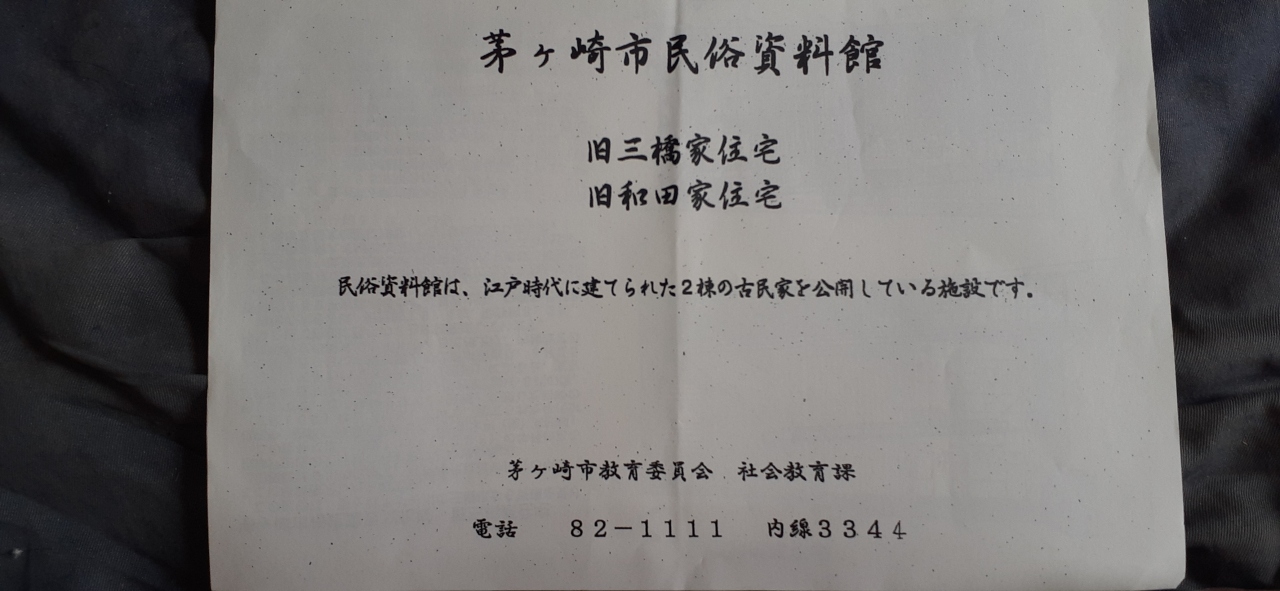 茅ヶ崎市民俗資料館
旧三橋家住宅
旧和田家住宅
民俗資料館は、江戸時代に建てられた２棟の古民家を公開している施設です。
茅ヶ崎市教育委員会　社会教育課
電話　　８２－１１１１　　内線３３４４